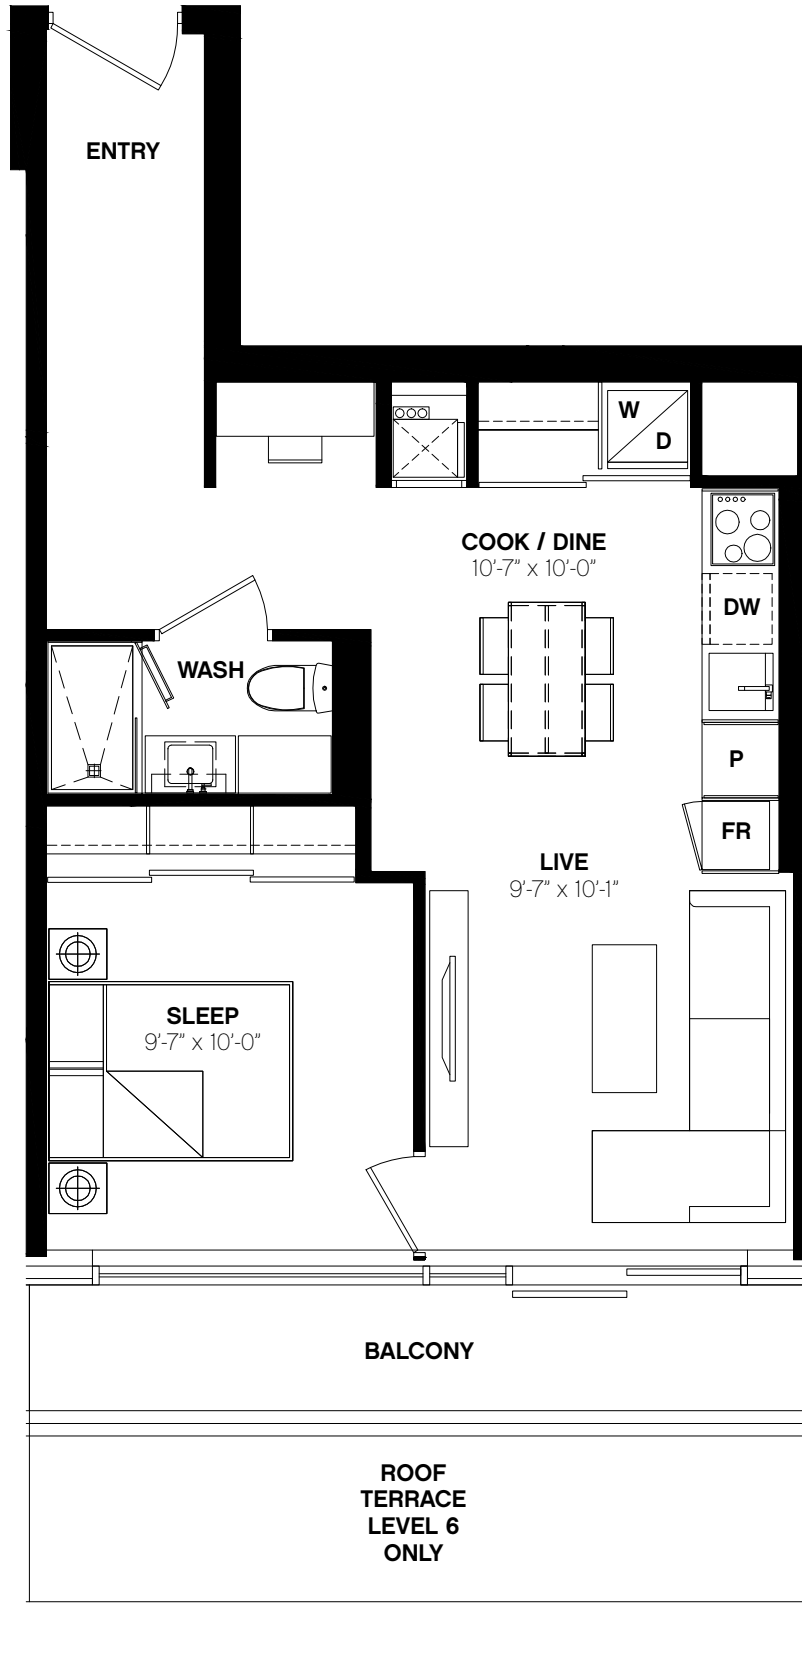 ENTRY
W
D
COOK / DINE
10'-7" x 10'-0"
DW
WASH
P
FR
LIVE
9'-7" x 10'-1"
SLEEP
9'-7" x 10'-0"
BALCONY
ROOF
TERRACE
LEVEL 6
ONLY